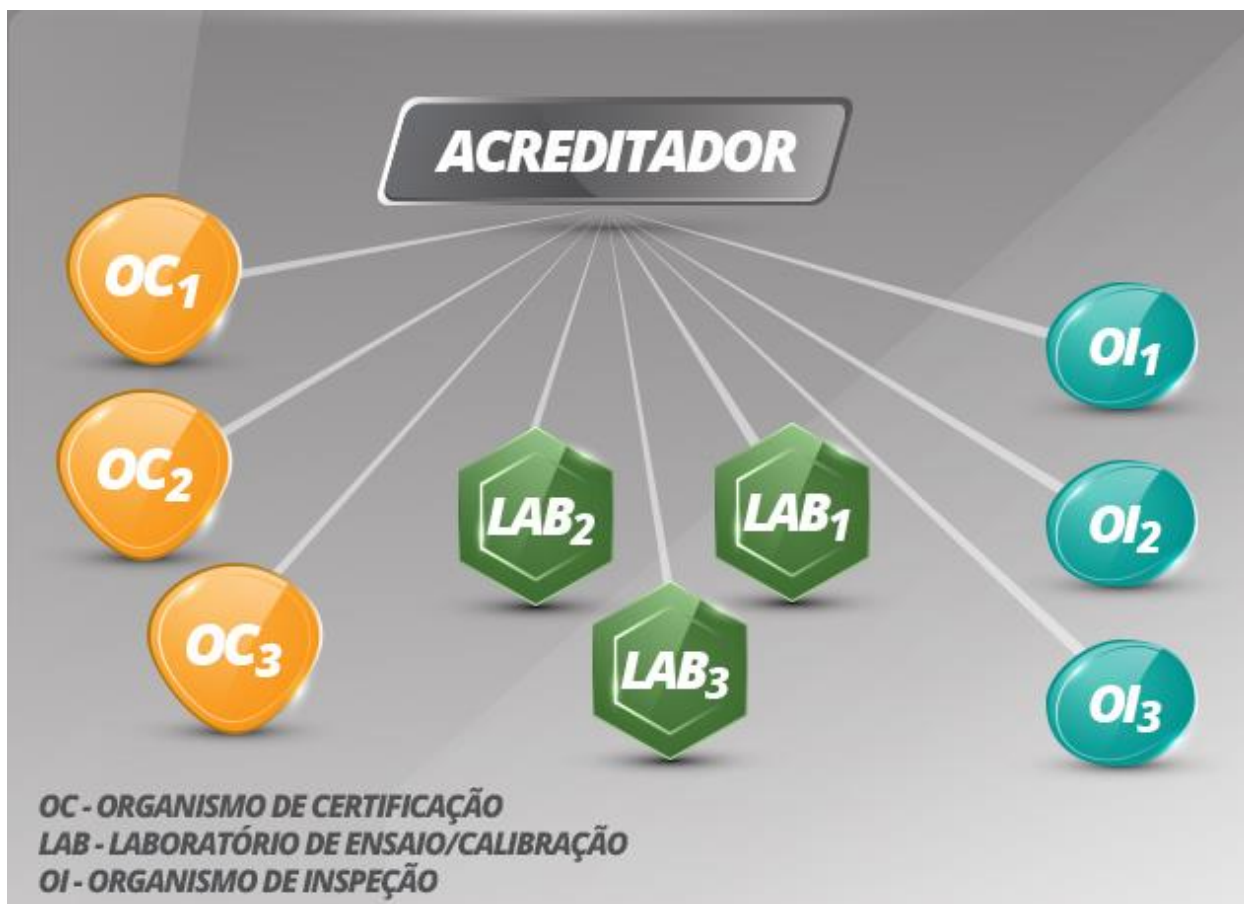 ACREDITADOR
OC1
OC2
OC3
LAB2
LAB1
LAB3
OI1
OI2
OI3
OC - ORGANISMO DE CERTIFICAÇÃO
LAB - LABORATÓRIO DE ENSAIO/CALIBRAÇÃO
OI - ORGANISMO DE INSPEÇÃO